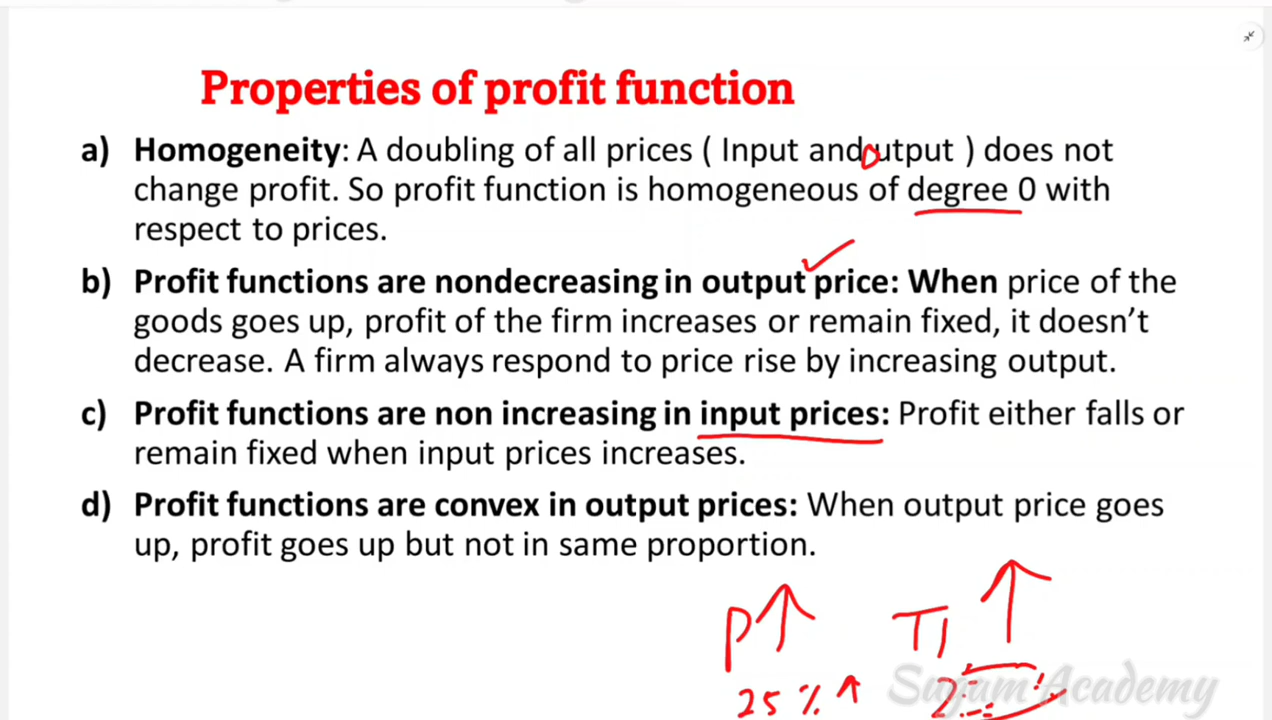 Properties of profit function
a) Homogeneity: A doubling of all prices ( Input and output ) does not
change profit. So profit function is homogeneous of degree 0 with
respect to prices.
b) Profit functions are nondecreasing in output price: When price of the
goods goes up, profit of the firm increases or remain fixed, it doesn't
decrease. A firm always respond to price rise by increasing output.
c) Profit functions are non increasing in input prices: Profit either falls or
remain fixed when input prices increases.
d) Profit functions are convex in output prices: When output price goes
up, profit goes up but not in same proportion.
P↑ π ↑
25 % ↑
Sugam Academy